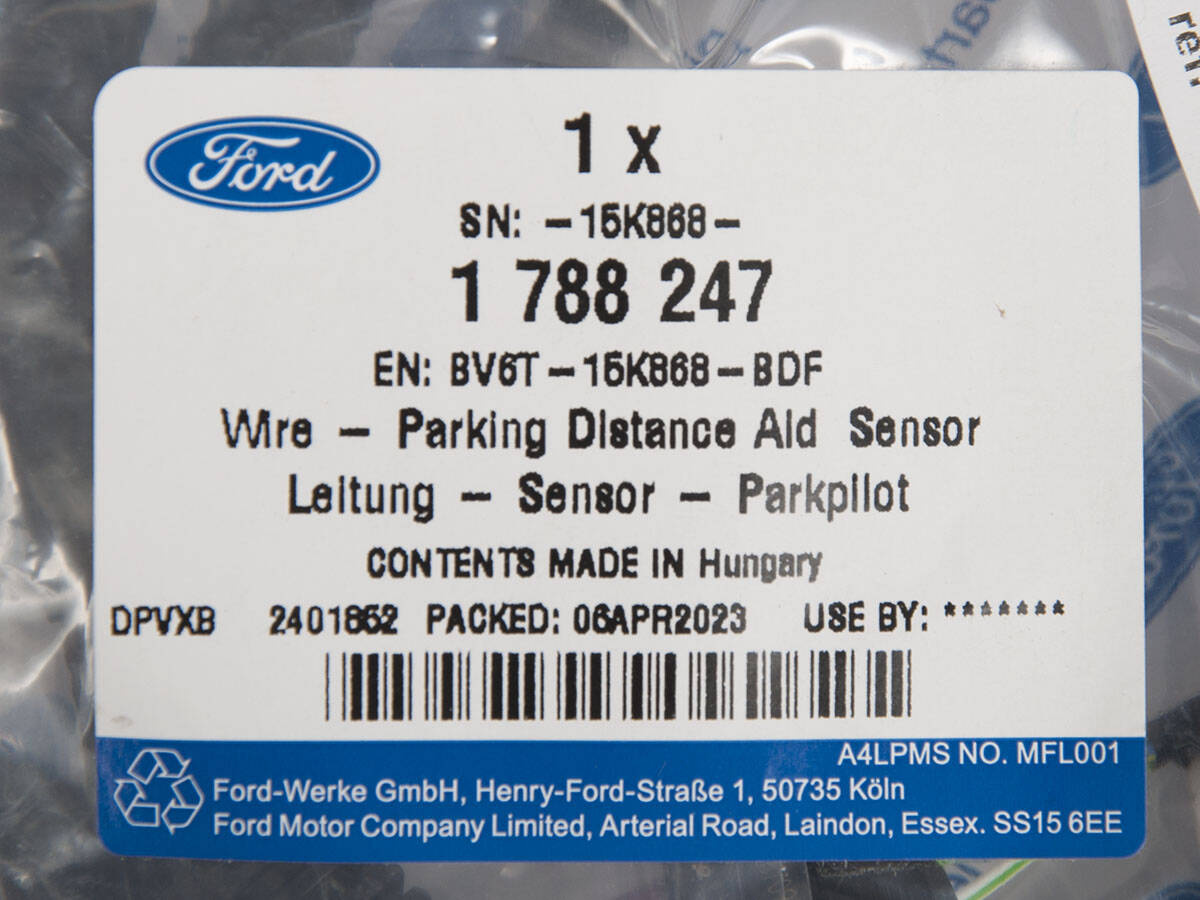 Ford
1 x
SN: -15K868-
1 788 247
EN: BV6T-15K868-BDF
Wire - Parking Distance Aid Sensor
Leitung - Sensor - Parkpilot
CONTENTS MADE IN Hungary
DPVXB 2401852 PACKED: 06APR2023 USE BY: *******
A4LPMS NO. MFL001
Ford-Werke GmbH, Henry-Ford-Straße 1, 50735 Köln
Ford Motor Company Limited, Arterial Road, Laindon, Essex. SS15 6EE